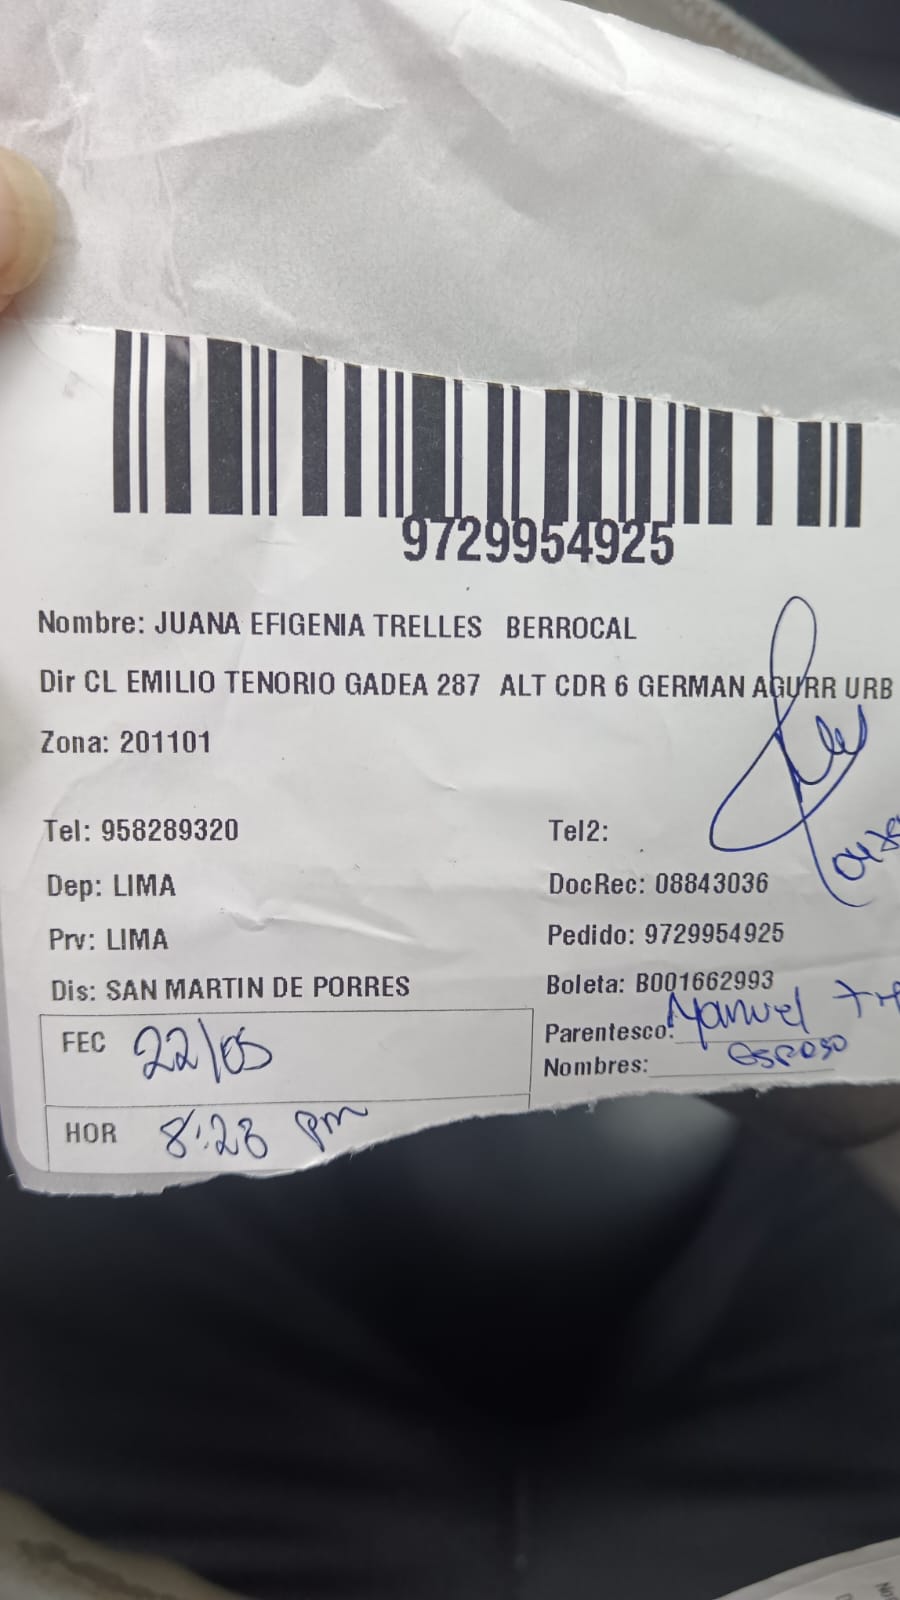 9729954925
Nombre: JUANA EFIGENIA TRELLES BERROCAL
Dir CL EMILIO TENORIO GADEA 287 ALT CDR 6 GERMAN AGURR URB
Zona: 201101
Tel: 958289320 Tel2:
Dep: LIMA DocRec: 08843036
Prv: LIMA Pedido: 9729954925
Dis: SAN MARTIN DE PORRES Boleta: B001662993
FEC 22/05 Parentesco: Manuel
Nombres: esposo
HOR 8:28 pm